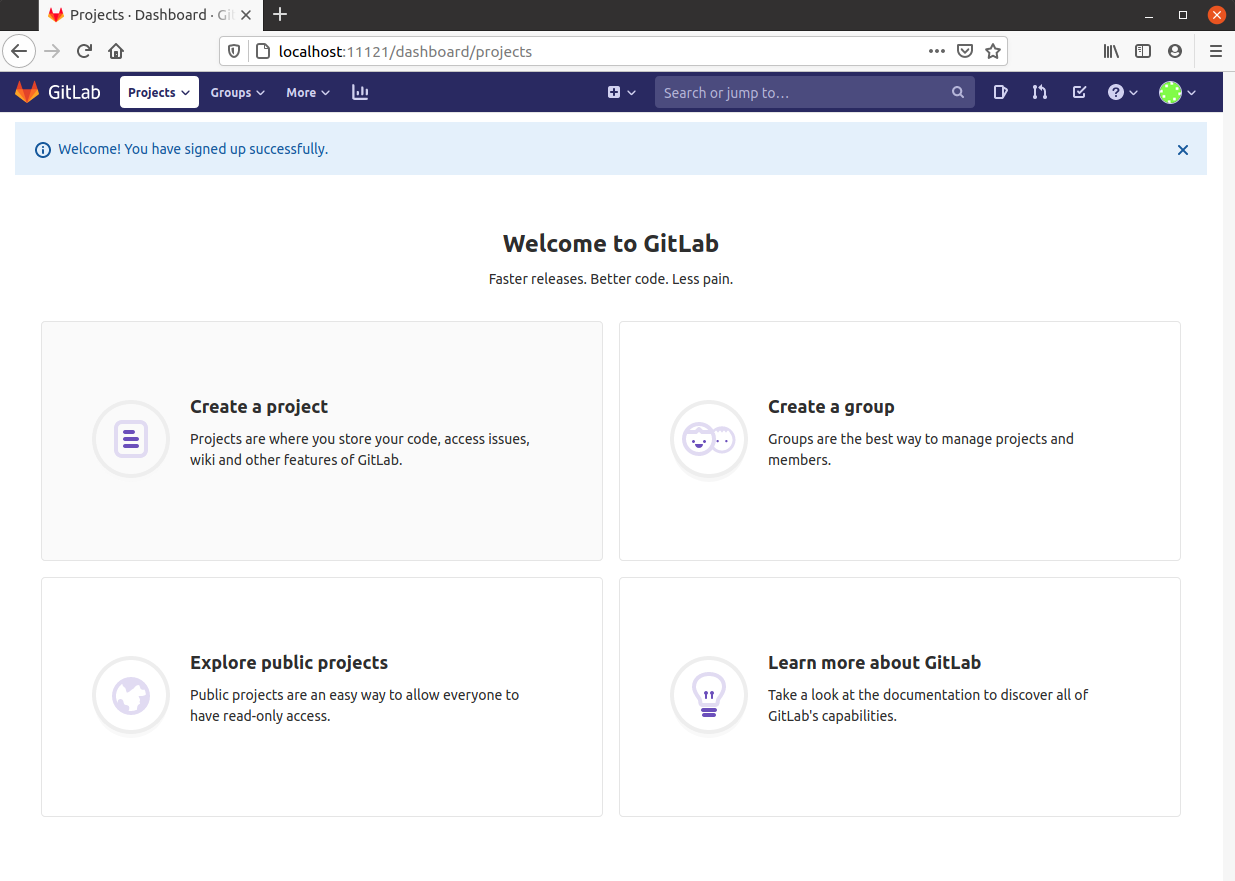 Projects · Dashboard · Git
localhost:11121/dashboard/projects
GitLab Projects Groups More Search or jump to…
Welcome! You have signed up successfully.
Welcome to GitLab
Faster releases. Better code. Less pain.
Create a project
Projects are where you store your code, access issues,
wiki and other features of GitLab.
Create a group
Groups are the best way to manage projects and
members.
Explore public projects
Public projects are an easy way to allow everyone to
have read-only access.
Learn more about GitLab
Take a look at the documentation to discover all of
GitLab's capabilities.